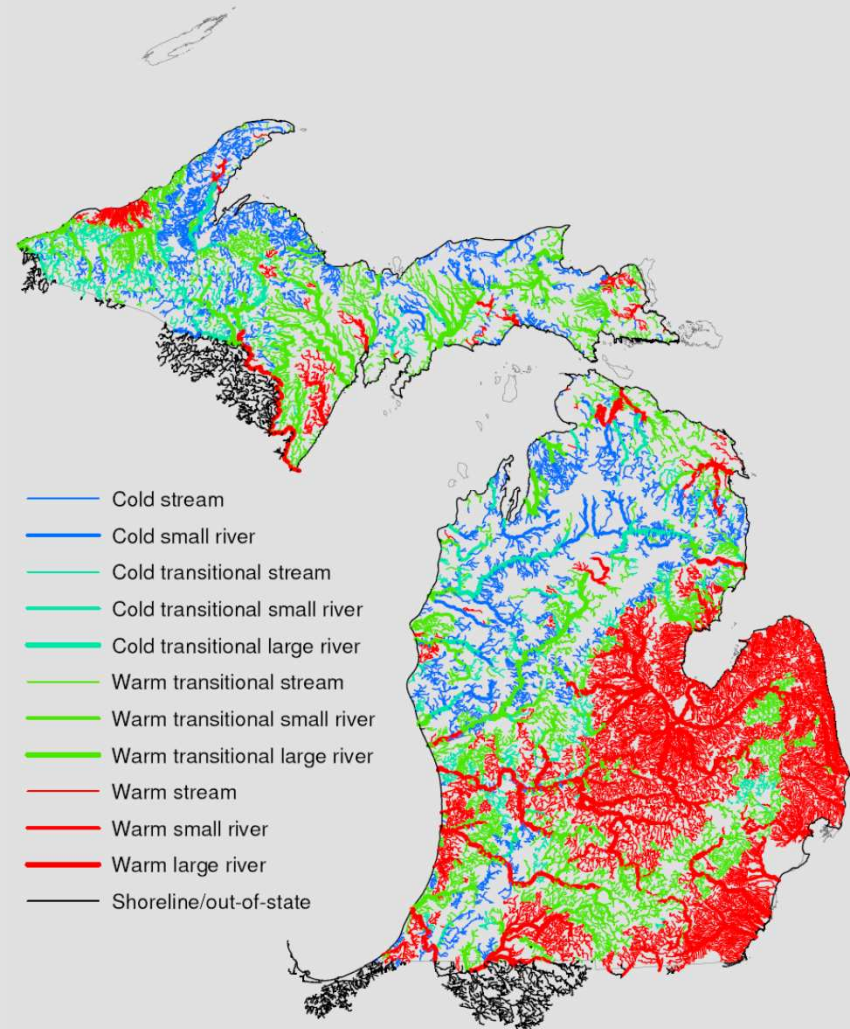 Cold stream
Cold small river
Cold transitional stream
Cold transitional small river
Cold transitional large river
Warm transitional stream
Warm transitional small river
Warm transitional large river
Warm stream
Warm small river
Warm large river
Shoreline/out-of-state